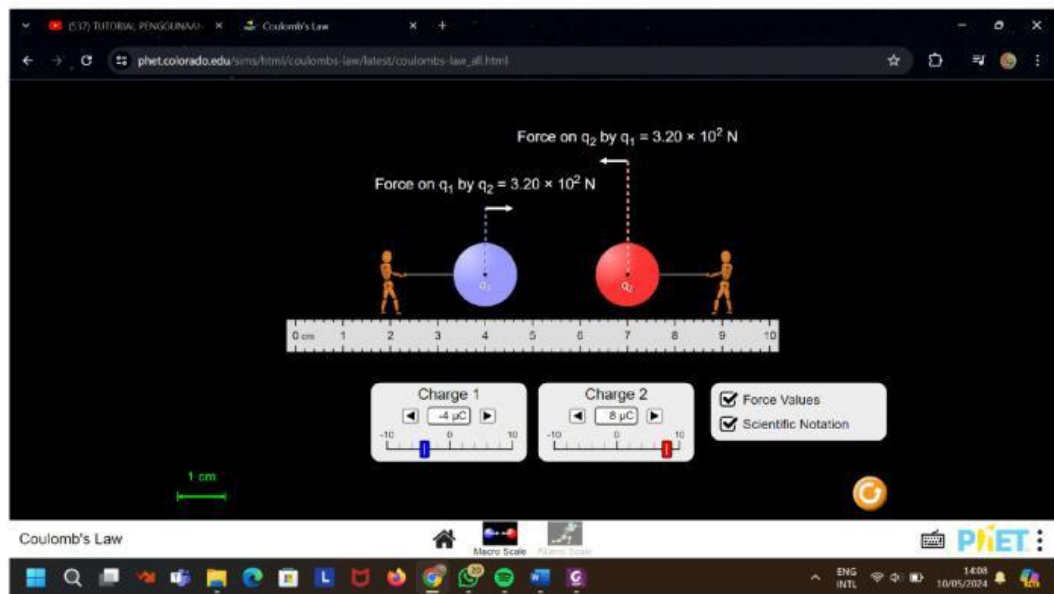 (537) TUTORIAL PENGGUNAA
Coulomb's Law
phet.colorado.edu/sims/html/coulombs-law/latest/coulombs-law_all.html
Force on q2 by q1 = 3.20 × 10² N
Force on q1 by q2 = 3.20 × 10² N
q1
q2
0 cm 1 2 3 4 5 6 7 8 9 10
Charge 1
-4 µC
-10 0 10
Charge 2
8 µC
-10 0 10
Force Values
Scientific Notation
1 cm
Coulomb's Law
Macro Scale
Atomic Scale
PhET
20
ENG
INTL
14:08
10/05/2024